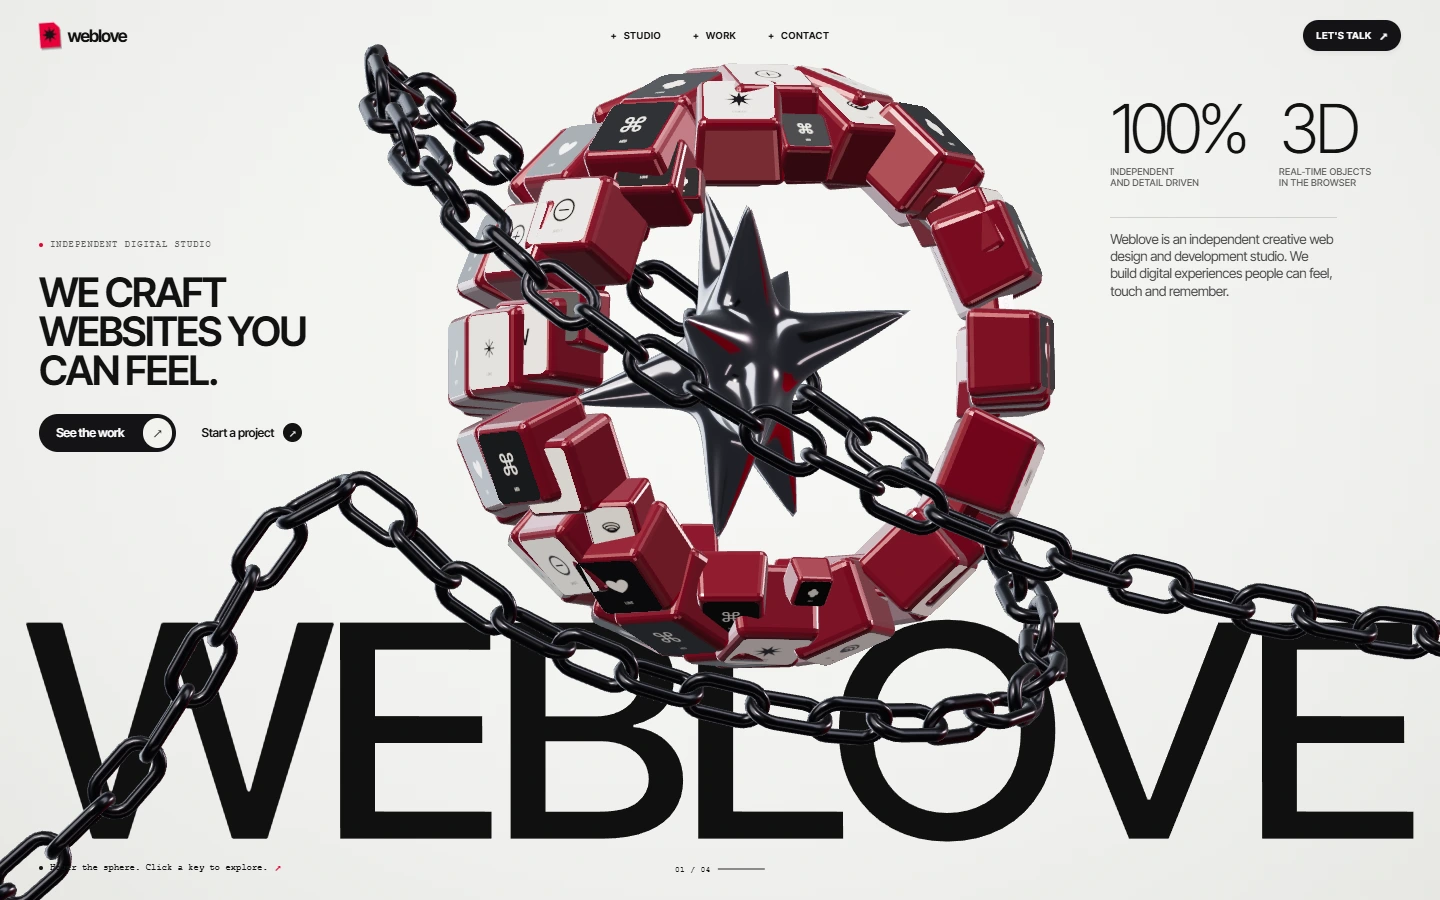 weblove
+ STUDIO
+ WORK
+ CONTACT
LET'S TALK ↗
100%
INDEPENDENT
AND DETAIL DRIVEN
3D
REAL-TIME OBJECTS
IN THE BROWSER
Weblove is an independent creative web
design and development studio. We
build digital experiences people can feel,
touch and remember.
INDEPENDENT DIGITAL STUDIO
WE CRAFT
WEBSITES YOU
CAN FEEL.
See the work ↗
Start a project ↗
WEBLOVE
the sphere. Click a key to explore. ↗
01 / 04